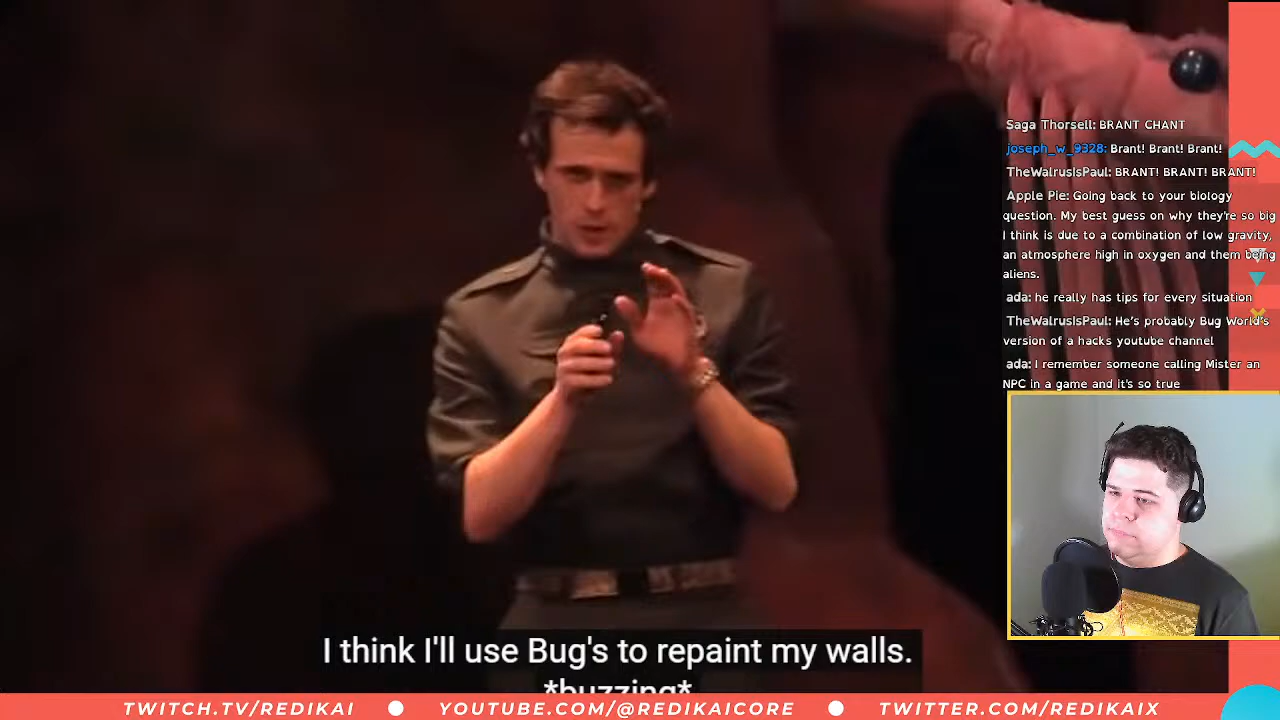 Saga Thorsell: BRANT CHANT
joseph_w_9328: Brant! Brant! Brant!
TheWalrusIsPaul: BRANT! BRANT! BRANT!
Apple Pie: Going back to your biology
question. My best guess on why they're so big
I think is due to a combination of low gravity,
an atmosphere high in oxygen and them being
aliens.
ada: he really has tips for every situation
TheWalrusIsPaul: He's probably Bug World's
version of a hacks youtube channel
ada: I remember someone calling Mister an
NPC in a game and it's so true
I think I'll use Bug's to repaint my walls.
*buzzing*
TWITCH.TV/REDIKAI
YOUTUBE.COM/@REDIKAICORE
TWITTER.COM/REDIKAIX